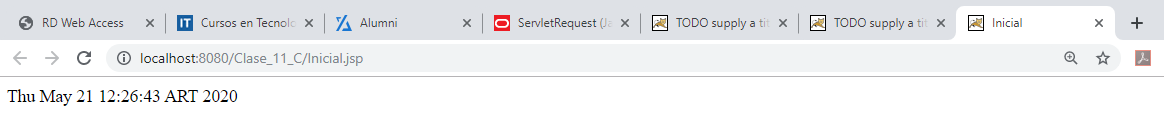 RD Web Access
IT Cursos en Tecnolo
Alumni
ServletRequest (Ja
TODO supply a tit
TODO supply a tit
Inicial
localhost:8080/Clase_11_C/Inicial.jsp
Thu May 21 12:26:43 ART 2020